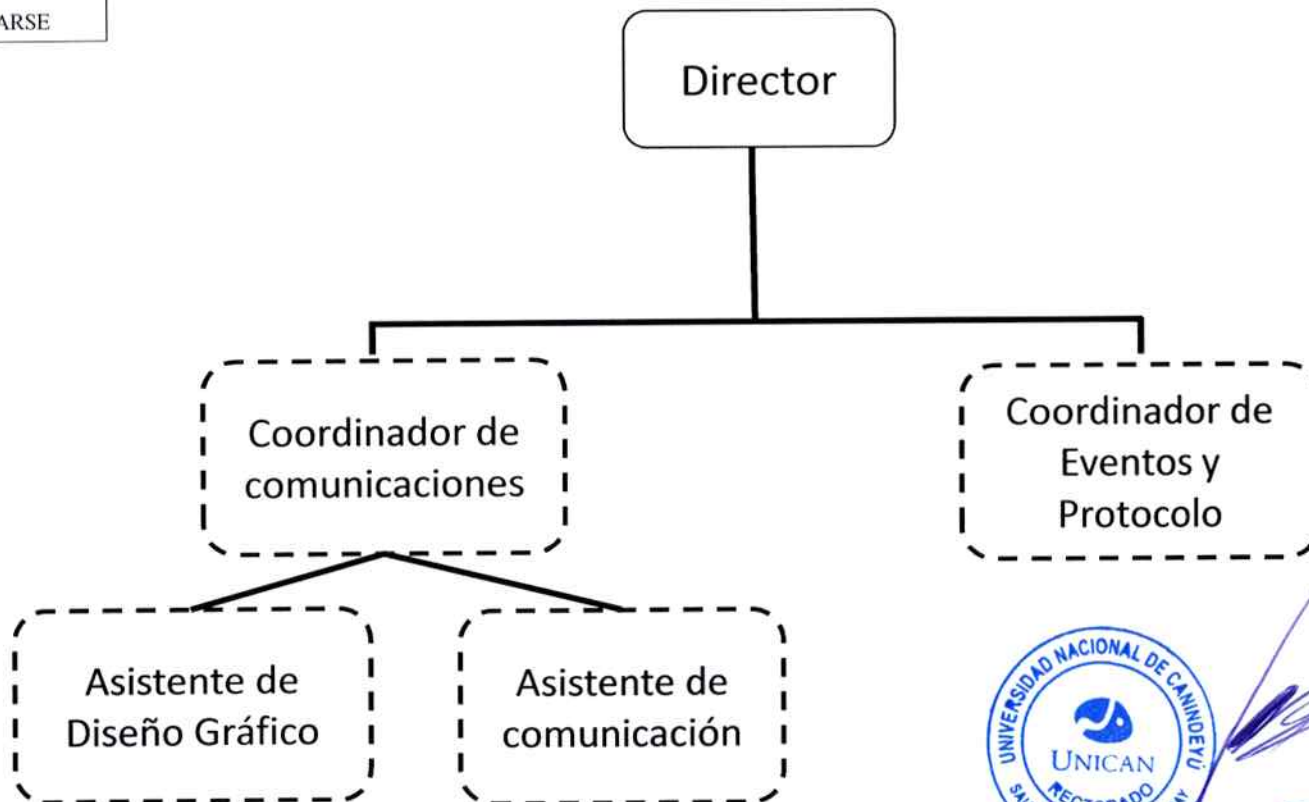 Director
Coordinador de
comunicaciones
Coordinador de
Eventos y
Protocolo
Asistente de
Diseño Gráfico
Asistente de
comunicación
UNIVERSIDAD NACIONAL DE CANINDEYÚ
UNICAN
RECTORADO